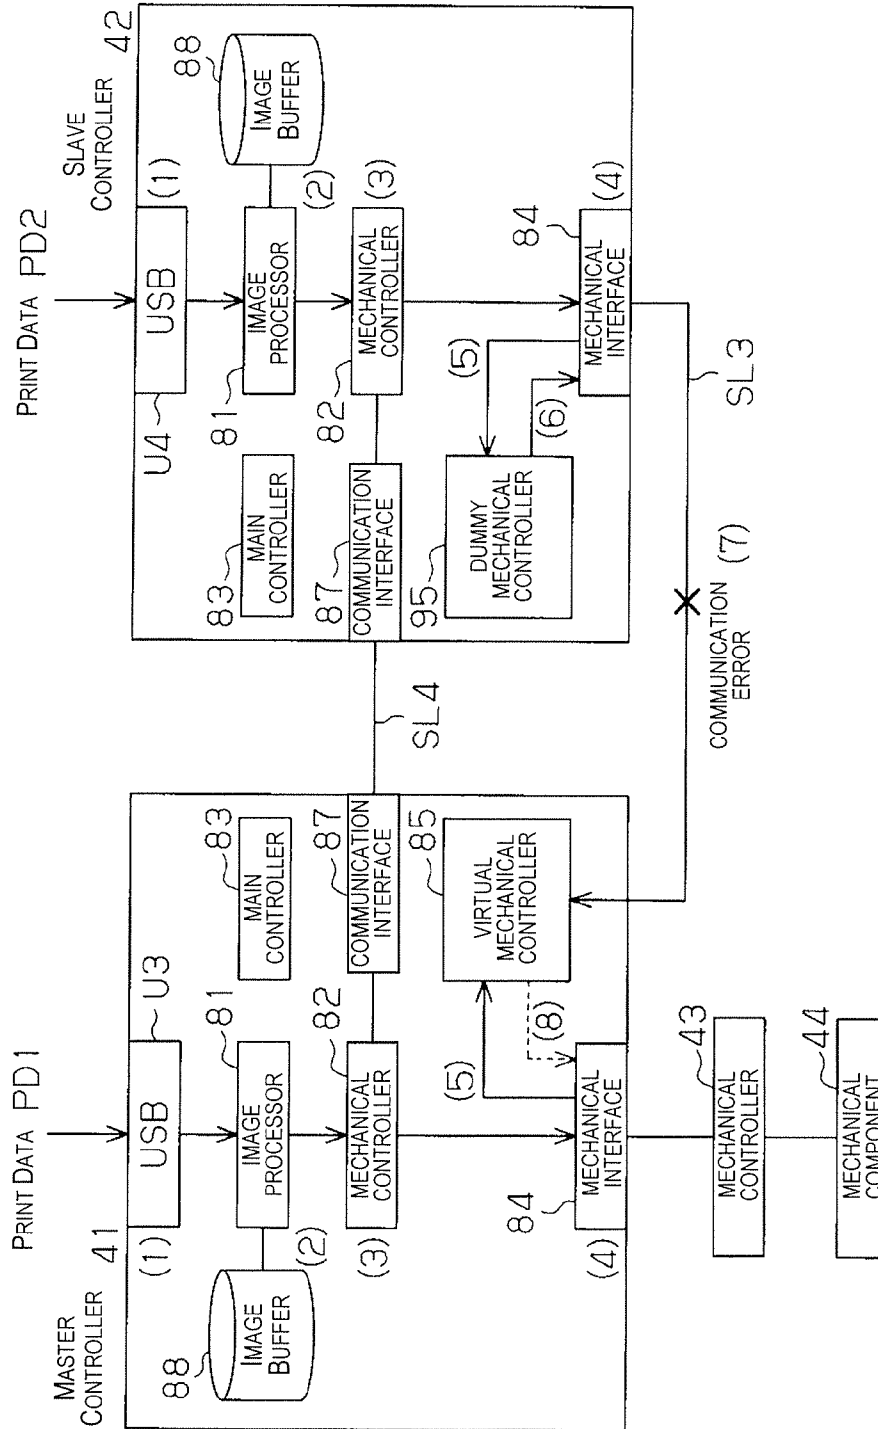 PRINT DATA PD1
MASTER
CONTROLLER 41
(1)
USB
U3
IMAGE
BUFFER
88
(2)
IMAGE
PROCESSOR
81
MAIN
CONTROLLER
83
(3)
MECHANICAL
CONTROLLER
82
COMMUNICATION
INTERFACE
87
VIRTUAL
MECHANICAL
CONTROLLER
85
(5)
(8)
(4)
MECHANICAL
INTERFACE
84
MECHANICAL
CONTROLLER
43
MECHANICAL
COMPONENT
44
SL4
PRINT DATA PD2
SLAVE
CONTROLLER 42
(1)
USB
U4
IMAGE
BUFFER
88
(2)
IMAGE
PROCESSOR
81
MAIN
CONTROLLER
83
(3)
MECHANICAL
CONTROLLER
82
COMMUNICATION
INTERFACE
87
DUMMY
MECHANICAL
CONTROLLER
95
(5)
(6)
(4)
MECHANICAL
INTERFACE
84
SL3
COMMUNICATION
ERROR
(7)